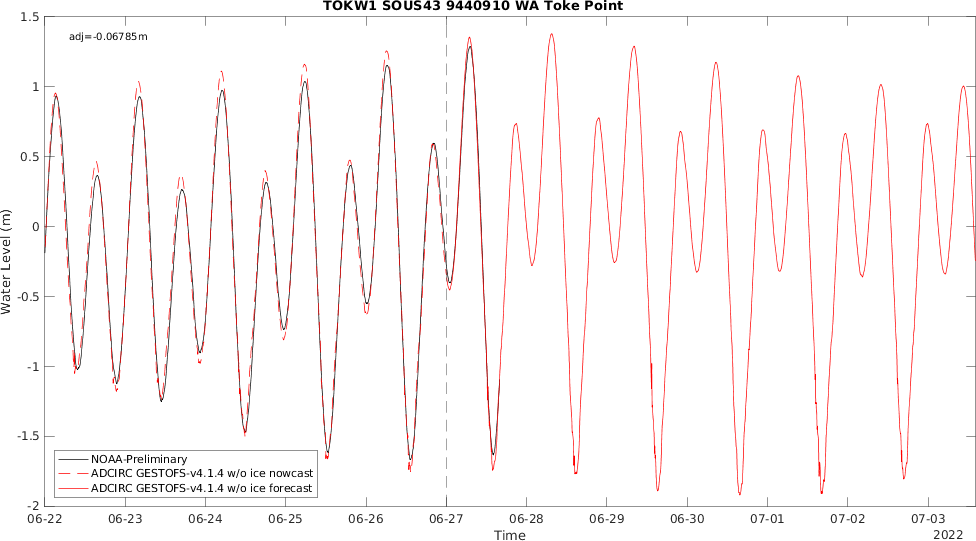 TOKW1 SOUS43 9440910 WA Toke Point
adj=-0.06785m
1.5
1
0.5
0
-0.5
-1
-1.5
-2
Water Level (m)
NOAA-Preliminary
ADCIRC GESTOFS-v4.1.4 w/o ice nowcast
ADCIRC GESTOFS-v4.1.4 w/o ice forecast
06-22 06-23 06-24 06-25 06-26 06-27 06-28 06-29 06-30 07-01 07-02 07-03
Time
2022